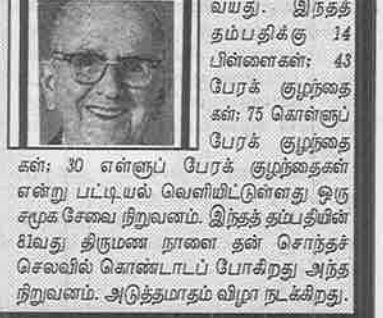 வயது. இந்தத்
தம்பதிக்கு 14
பிள்ளைகள்; 43
பேரக் குழந்தை
கள்; 75 கொள்ளுப்
பேரக் குழந்தை
கள்; 30 எள்ளுப் பேரக் குழந்தைகள்
என்று பட்டியல் வெளியிட்டுள்ளது ஒரு
சமூக சேவை நிறுவனம். இந்தத் தம்பதியின்
81வது திருமண நாளை தன் சொந்தச்
செலவில் கொண்டாடப் போகிறது அந்த
நிறுவனம். அடுத்தமாதம் விழா நடக்கிறது.